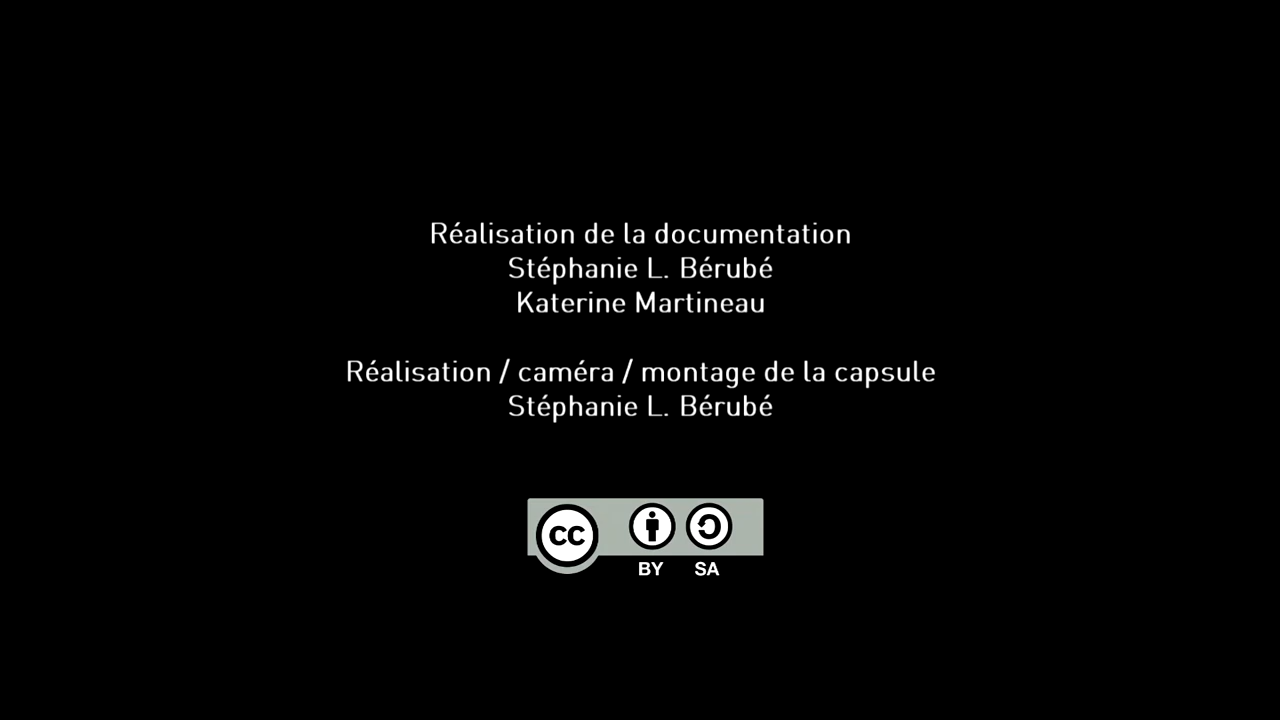 Réalisation de la documentation
Stéphanie L. Bérubé
Katerine Martineau
Réalisation / caméra / montage de la capsule
Stéphanie L. Bérubé
cc
BY SA